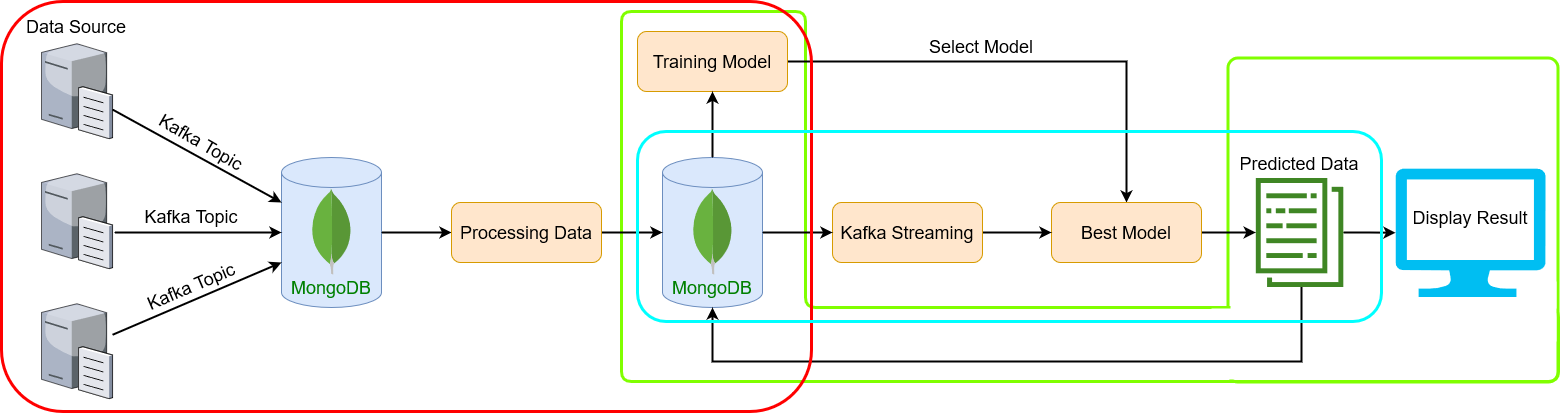 Data Source
Kafka Topic
Kafka Topic
Kafka Topic
MongoDB
Processing Data
Training Model
MongoDB
Select Model
Kafka Streaming
Best Model
Predicted Data
Display Result